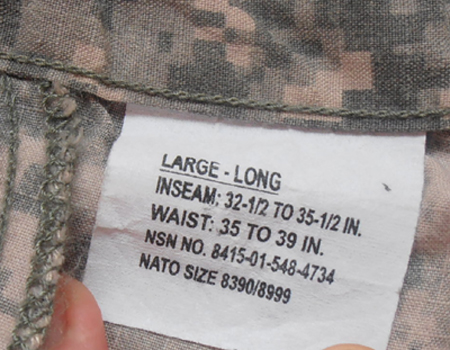 LARGE - LONG
INSEAM: 32-1/2 TO 35-1/2 IN.
WAIST: 35 TO 39 IN.
NSN NO. 8415-01-548-4734
NATO SIZE 8390/8999